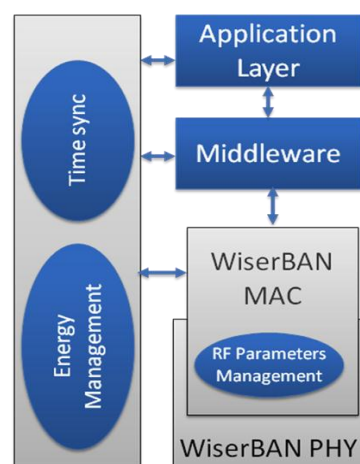 Application
Layer
Time sync
Middleware
WiserBAN
MAC
Energy
Management
RF Parameters
Management
WiserBAN PHY